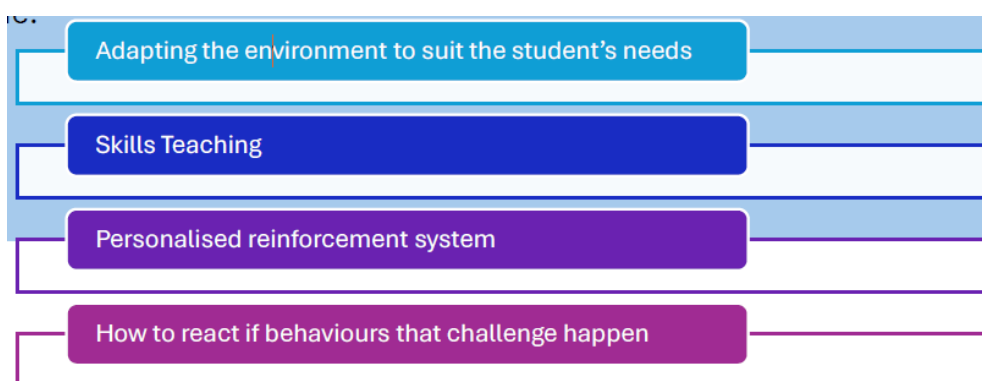 Adapting the environment to suit the student’s needs
Skills Teaching
Personalised reinforcement system
How to react if behaviours that challenge happen